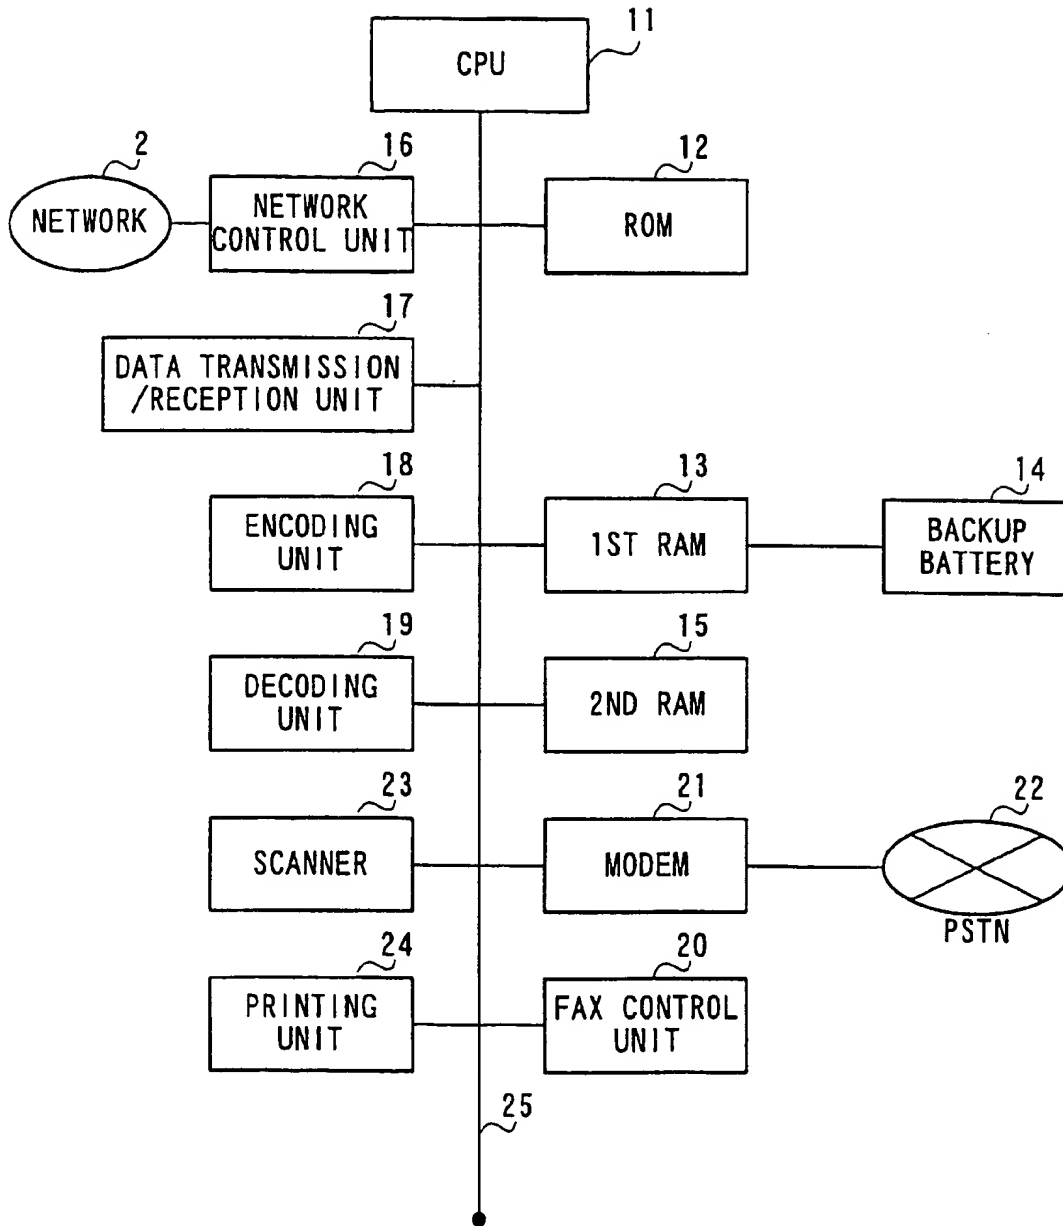 11
CPU
2
16
12
NETWORK
NETWORK
CONTROL UNIT
ROM
17
DATA TRANSMISSION
/RECEPTION UNIT
18
13
14
ENCODING
UNIT
1ST RAM
BACKUP
BATTERY
19
15
DECODING
UNIT
2ND RAM
23
21
22
SCANNER
MODEM
PSTN
24
20
PRINTING
UNIT
FAX CONTROL
UNIT
25